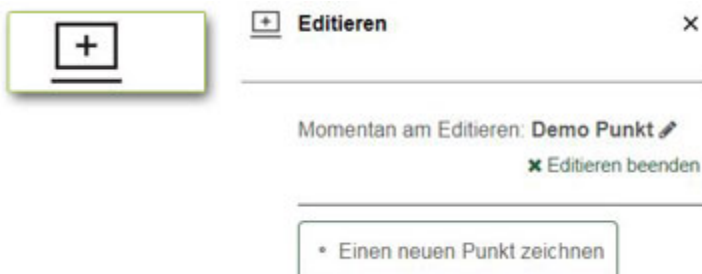 Editieren
Momentan am Editieren: Demo Punkt
Editieren beenden
Einen neuen Punkt zeichnen